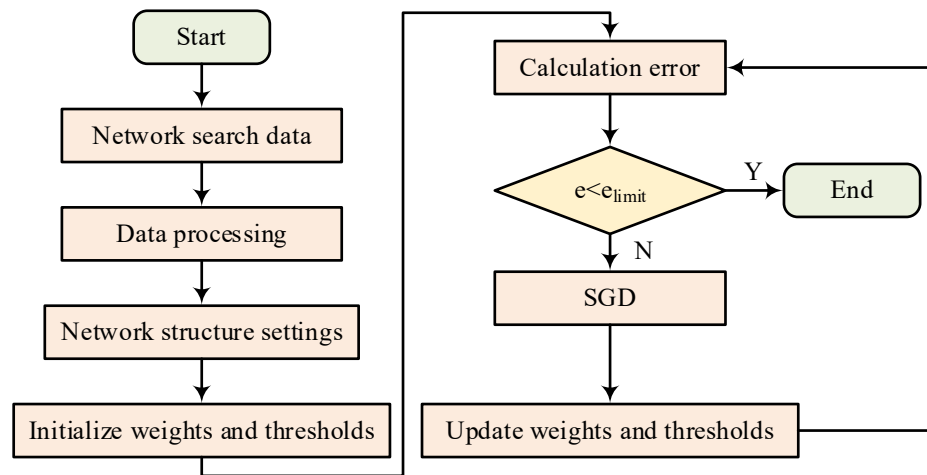 Start
Network search data
Data processing
Network structure settings
Initialize weights and thresholds
Calculation error
e<e_limit
Y
End
N
SGD
Update weights and thresholds